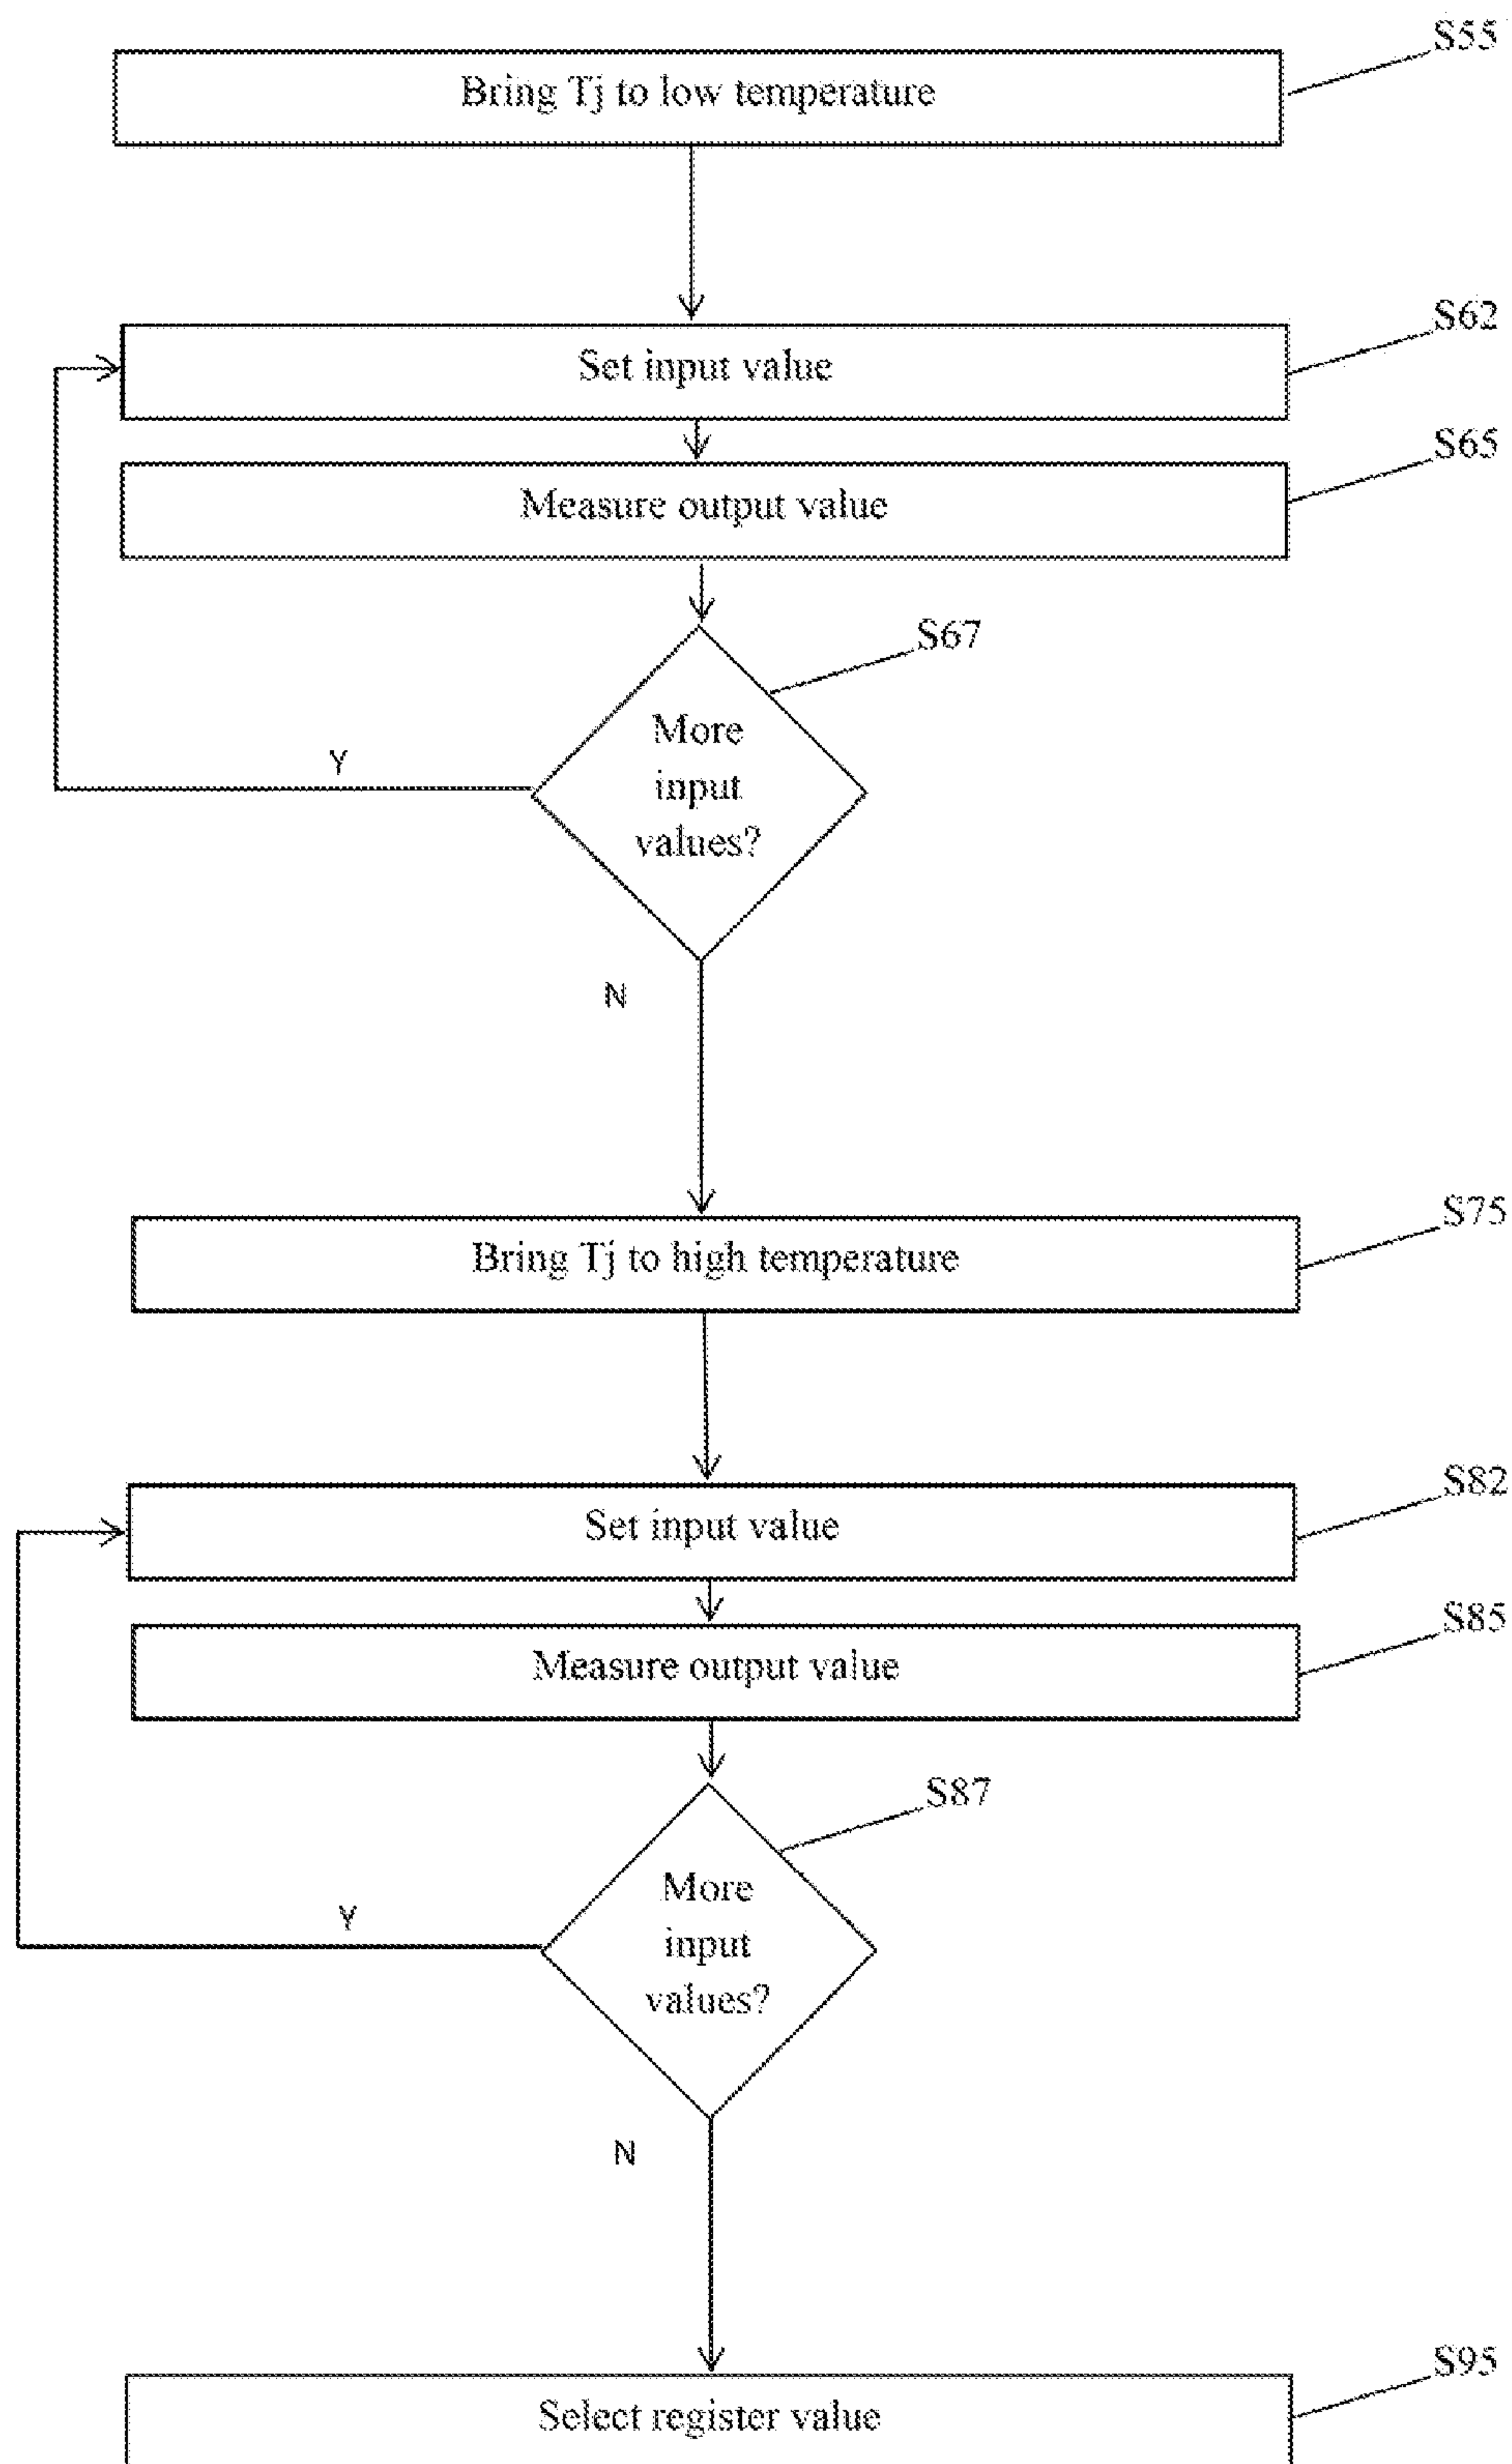 S55
Bring Tj to low temperature
S62
Set input value
S65
Measure output value
S67
More
input
values?
Y
N
S75
Bring Tj to high temperature
S82
Set input value
S85
Measure output value
S87
More
input
values?
Y
N
S95
Select register value